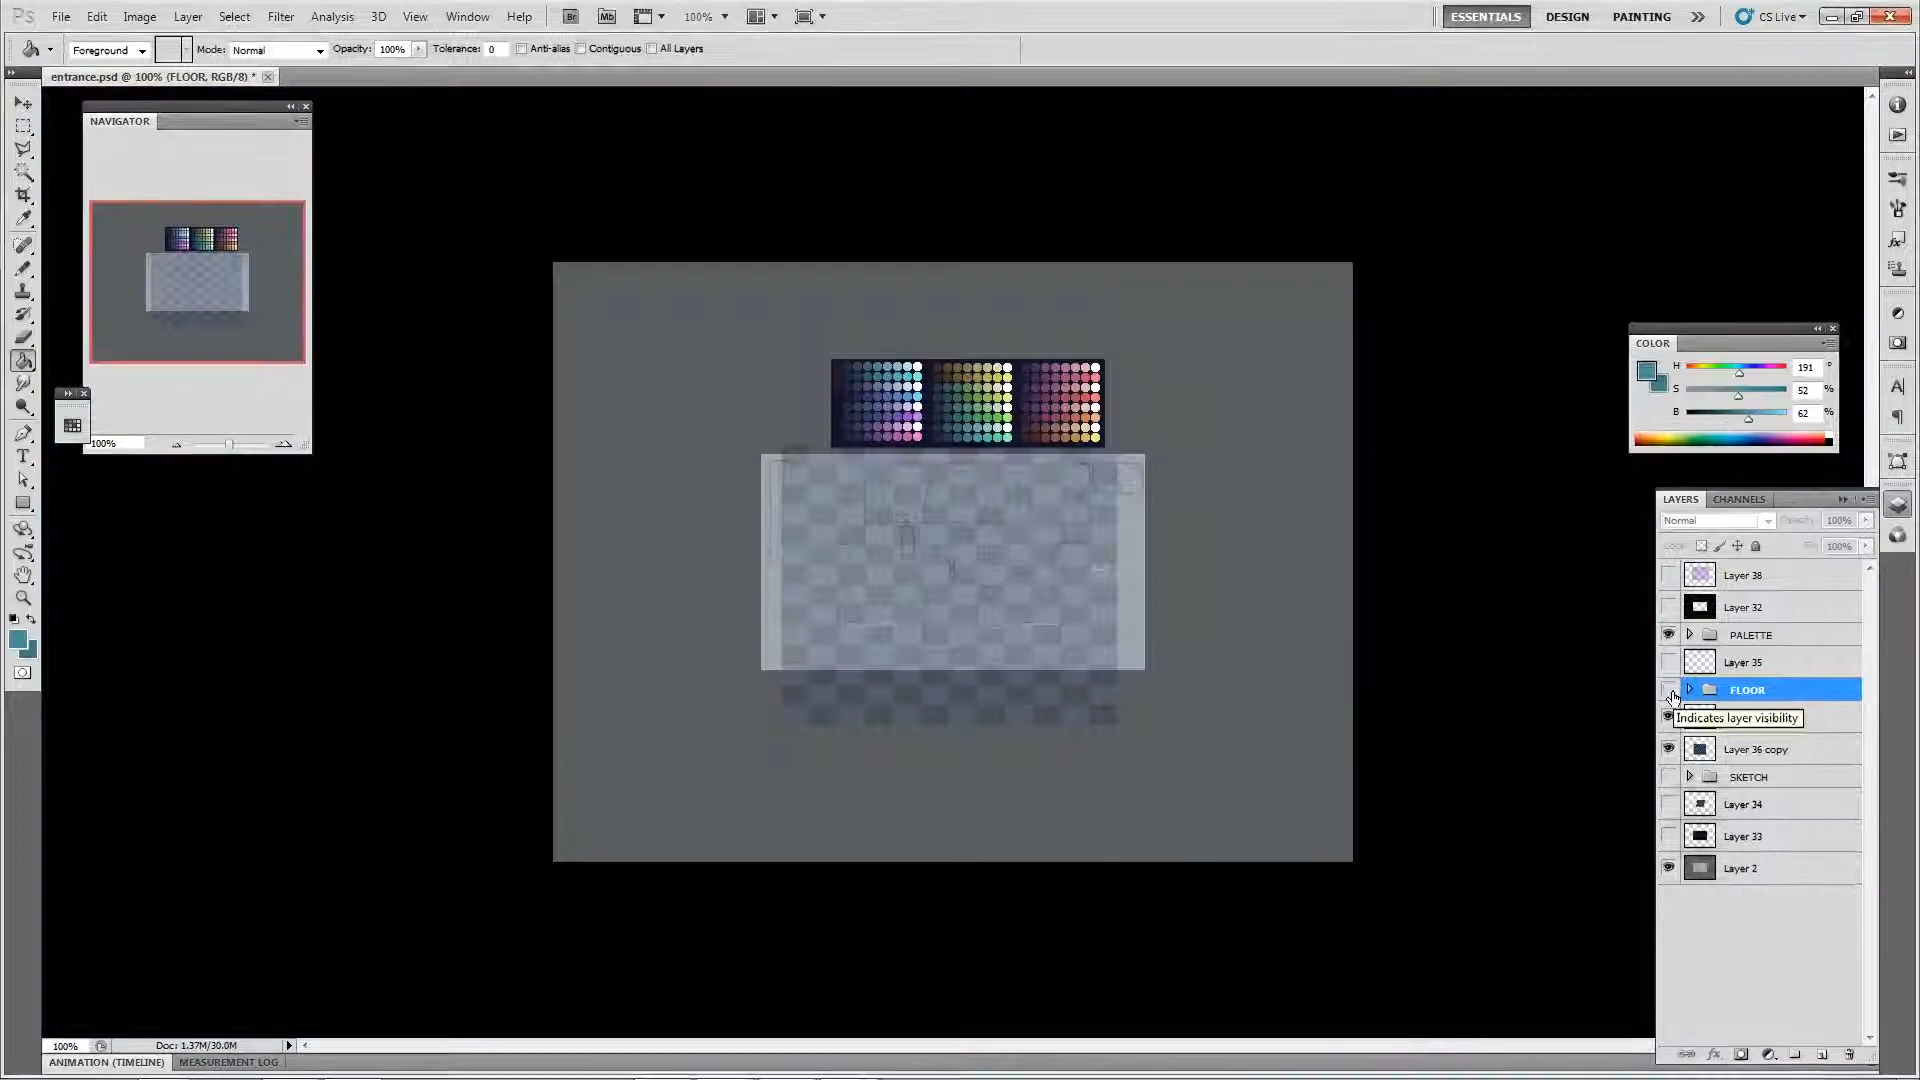 Ps File Edit Image Layer Select Filter Analysis 3D View Window Help Br Mb 100% ESSENTIALS DESIGN PAINTING CS Live
Foreground Mode: Normal Opacity: 100% Tolerance: 0 Anti-alias Contiguous All Layers
entrance.psd @ 100% (FLOOR, RGB/8) *
NAVIGATOR
100%
COLOR
H 191 °
S 52 %
B 62 %
LAYERS CHANNELS
Normal Opacity: 100%
Lock: 100%
Layer 38
Layer 32
PALETTE
Layer 35
FLOOR
Indicates layer visibility
Layer 36 copy
SKETCH
Layer 34
Layer 33
Layer 2
100% Doc: 1.37M/30.0M
ANIMATION (TIMELINE) MEASUREMENT LOG